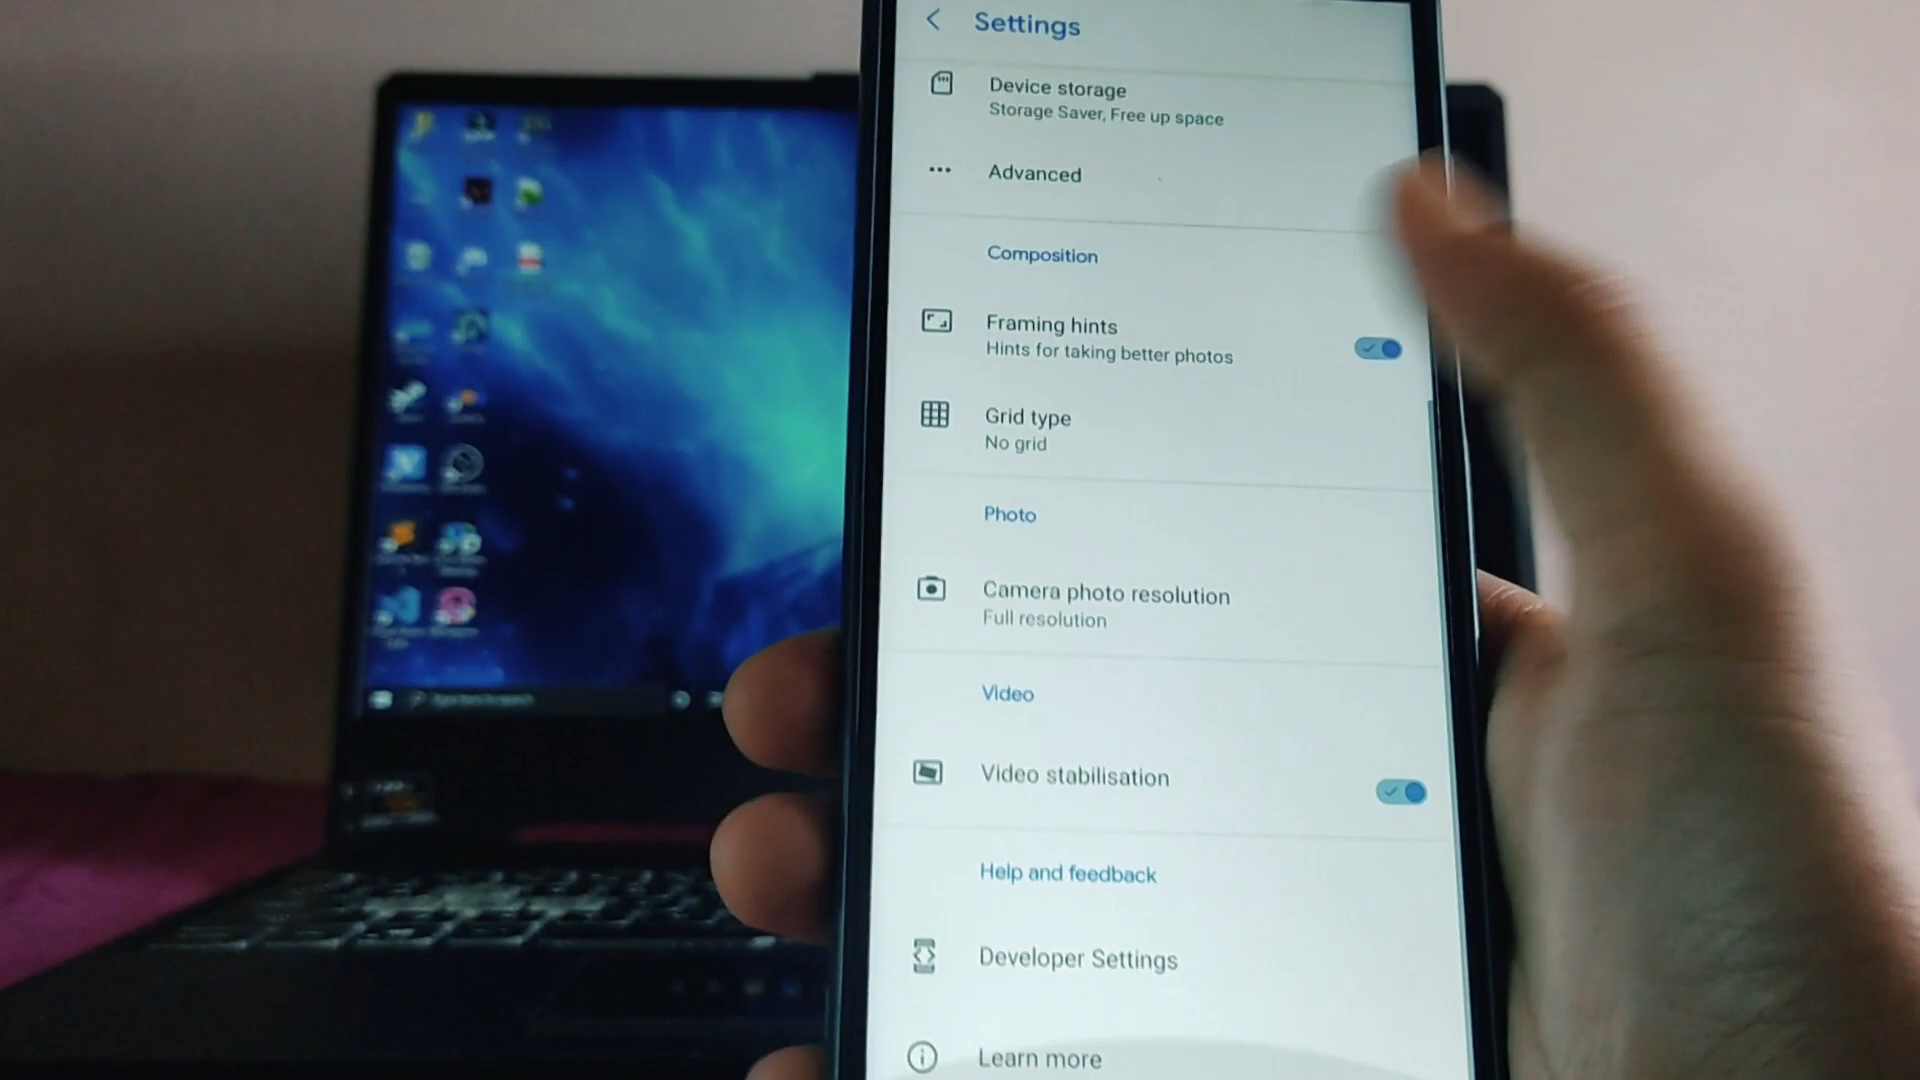 Settings
Device storage
Storage Saver, Free up space
Advanced
Composition
Framing hints
Hints for taking better photos
Grid type
No grid
Photo
Camera photo resolution
Full resolution
Video
Video stabilisation
Help and feedback
Developer Settings
Learn more